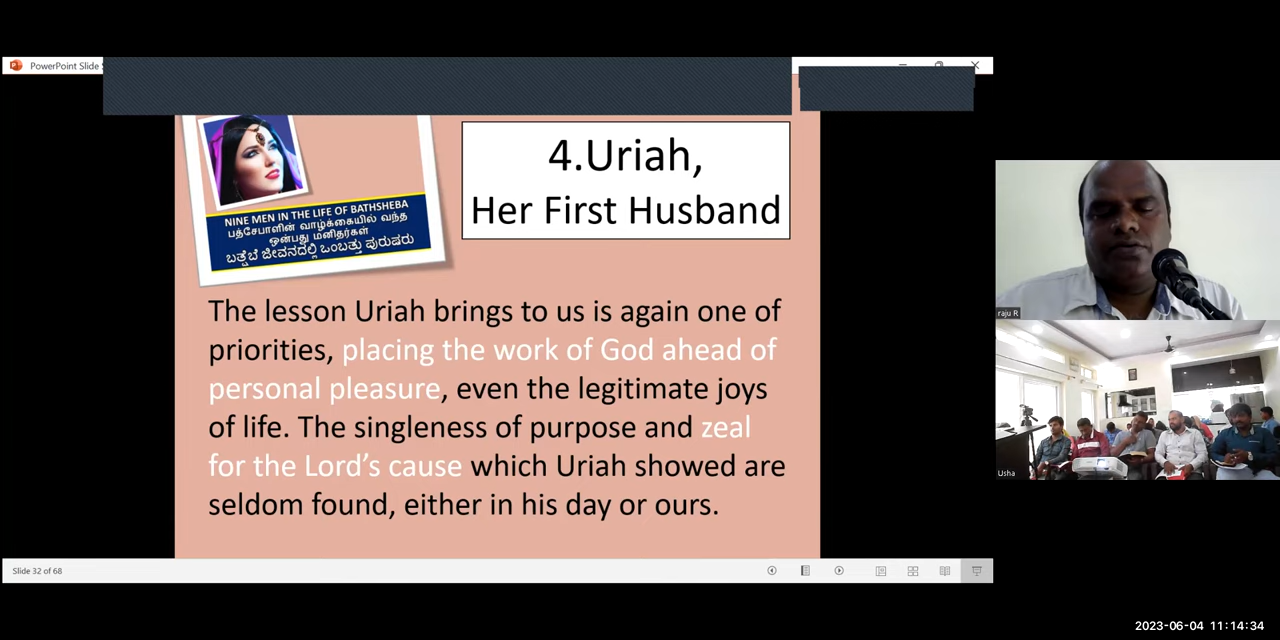 PowerPoint Slide S
4.Uriah,
Her First Husband
NINE MEN IN THE LIFE OF BATHSHEBA
பத்சேபாளின் வாழ்க்கையில் வந்த
ஒன்பது மனிதர்கள்
ಬತ್ಷೆಬೆ ಜೀವನದಲ್ಲಿ ಒಂಬತ್ತು ಪುರುಷರು
The lesson Uriah brings to us is again one of
priorities, placing the work of God ahead of
personal pleasure, even the legitimate joys
of life. The singleness of purpose and zeal
for the Lord’s cause which Uriah showed are
seldom found, either in his day or ours.
Slide 32 of 68
raju R
Usha
2023-06-04 11:14:34